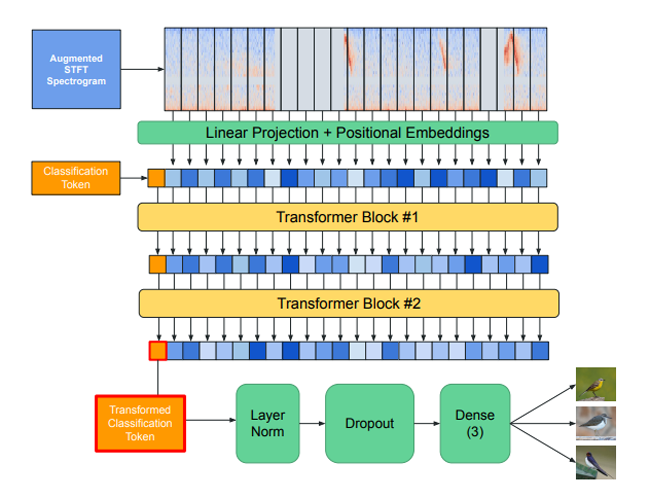 Augmented
STFT
Spectrogram
Linear Projection + Positional Embeddings
Classification
Token
Transformer Block #1
Transformer Block #2
Transformed
Classification
Token
Layer
Norm
Dropout
Dense
(3)